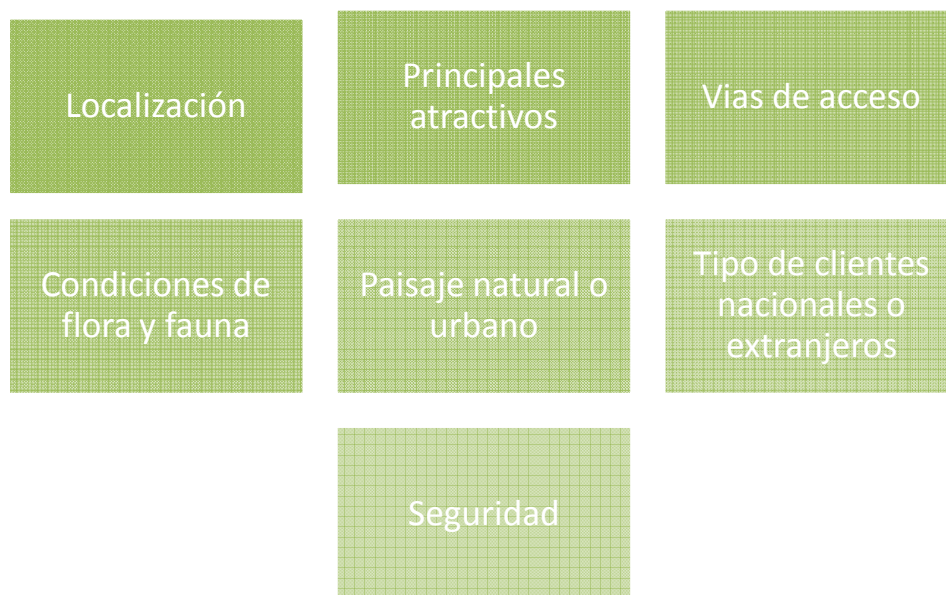 Localización
Principales
atractivos
Vias de acceso
Condiciones de
flora y fauna
Paisaje natural o
urbano
Tipo de clientes
nacionales o
extranjeros
Seguridad